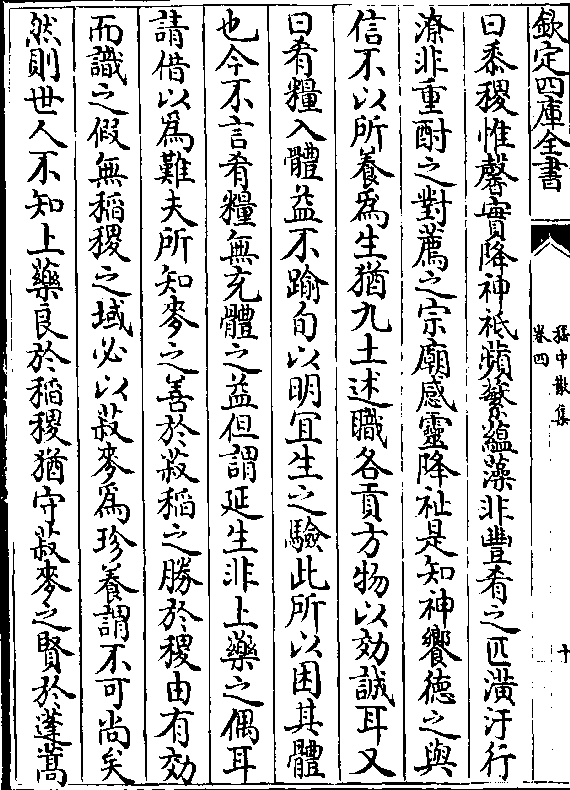 欽定四庫全書
嵇中散集
卷四
十
曰黍稷惟馨實降神祗蘋蘩蘊藻非豐肴之匹潢汙行
潦非重酎之對薦之宗廟感靈降祉是知神饗德之與
信不以所養為生猶九土述職各貢方物以効誠耳又
曰肴糧入體益不踰旬以明宜生之驗此所以困其體
也今不言肴糧無充體之益但謂延生非上藥之偶耳
請借以為難夫所知麥之善於菽稻之勝於稷由有効
而識之假無稻稷之域必以菽麥為珍養謂不可尚矣
然則世人不知上藥良於稻稷猶守菽麥之賢於蓬蒿